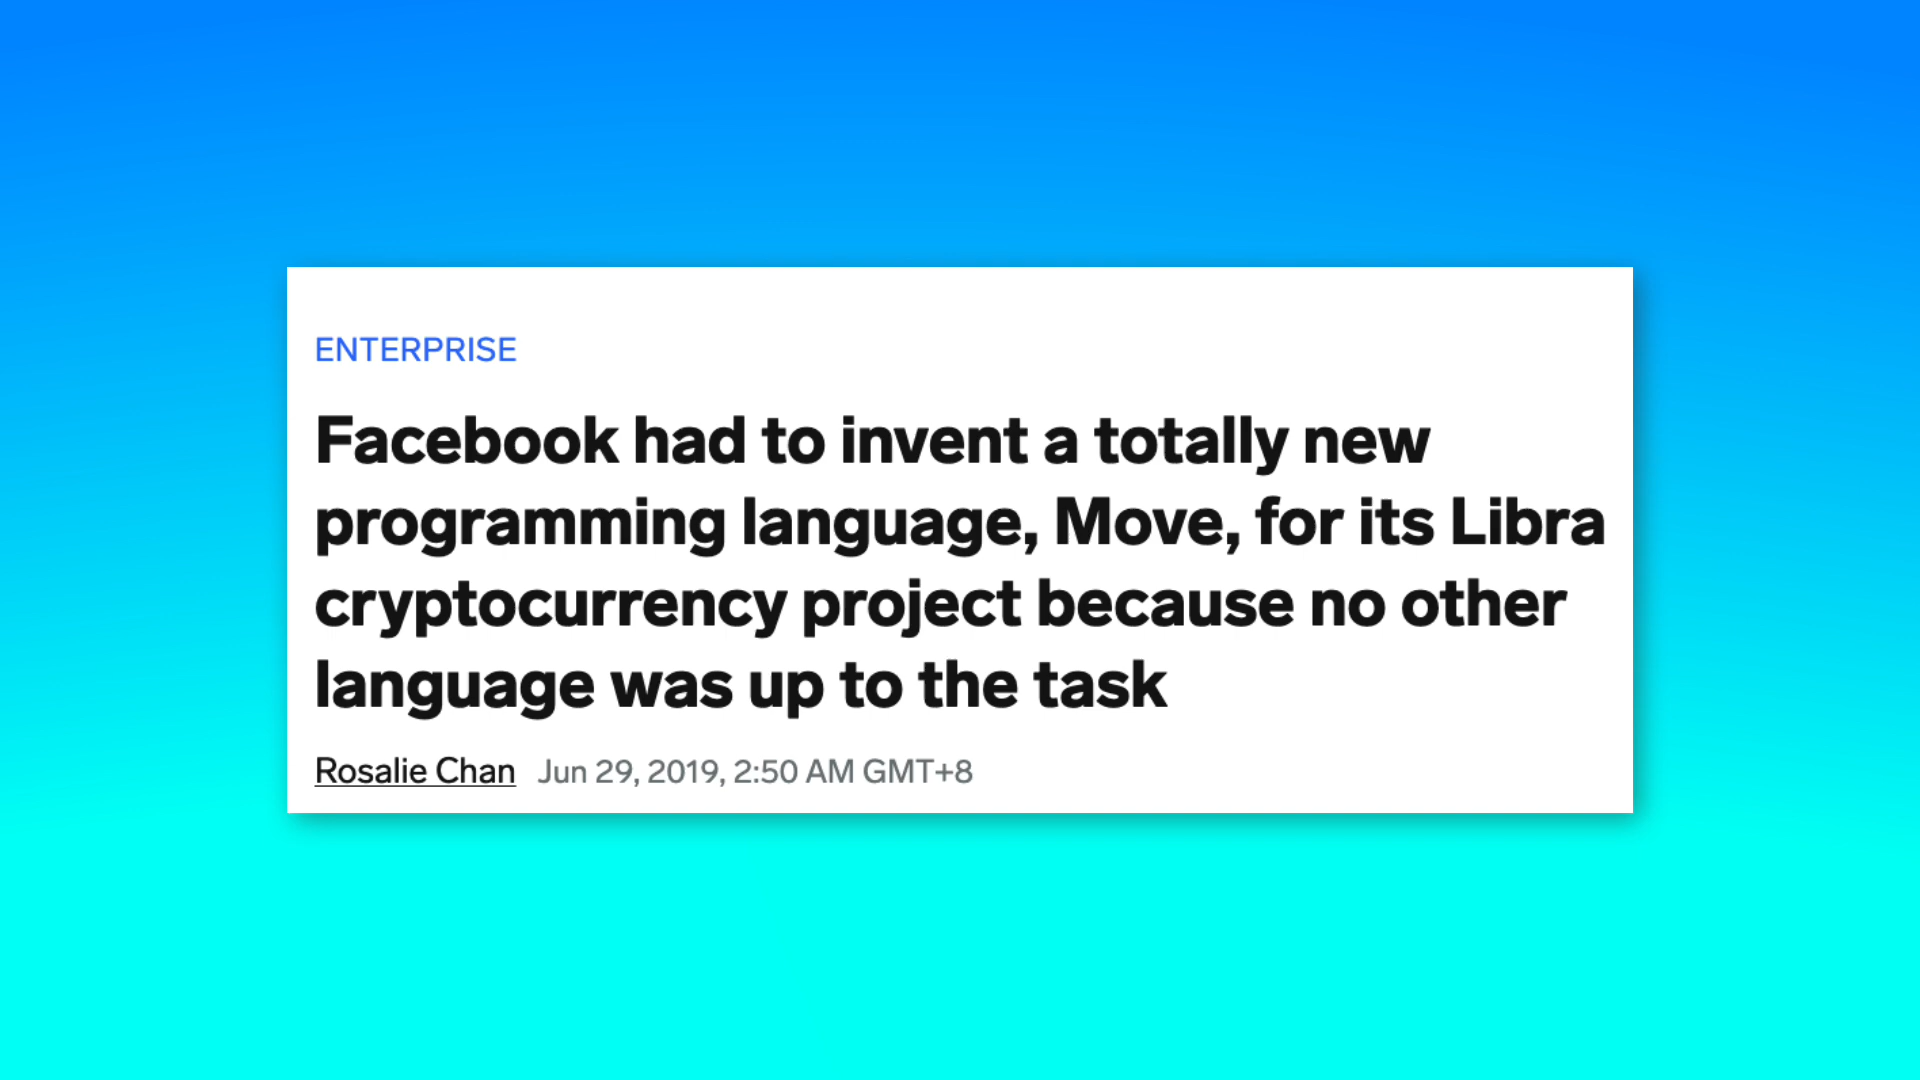 ENTERPRISE
Facebook had to invent a totally new
programming language, Move, for its Libra
cryptocurrency project because no other
language was up to the task
Rosalie Chan Jun 29, 2019, 2:50 AM GMT+8